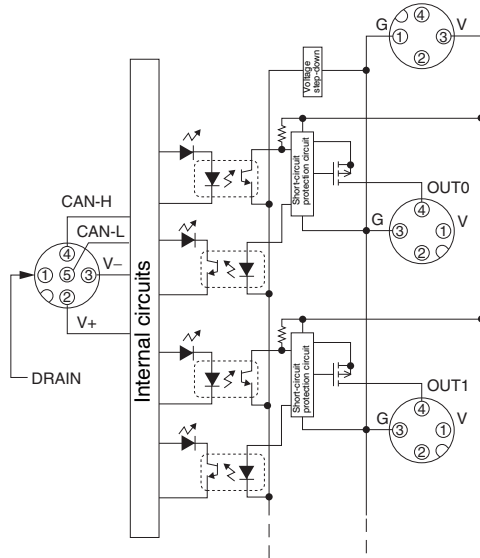 G 4 V
1 3
2
Voltage
step-down
Short-circuit
protection circuit
OUT0
4
G 3 1 V
2
CAN-H
CAN-L
4
1 5 3 V–
2
V+
DRAIN
Internal circuits
Short-circuit
protection circuit
OUT1
4
G 3 1 V
2